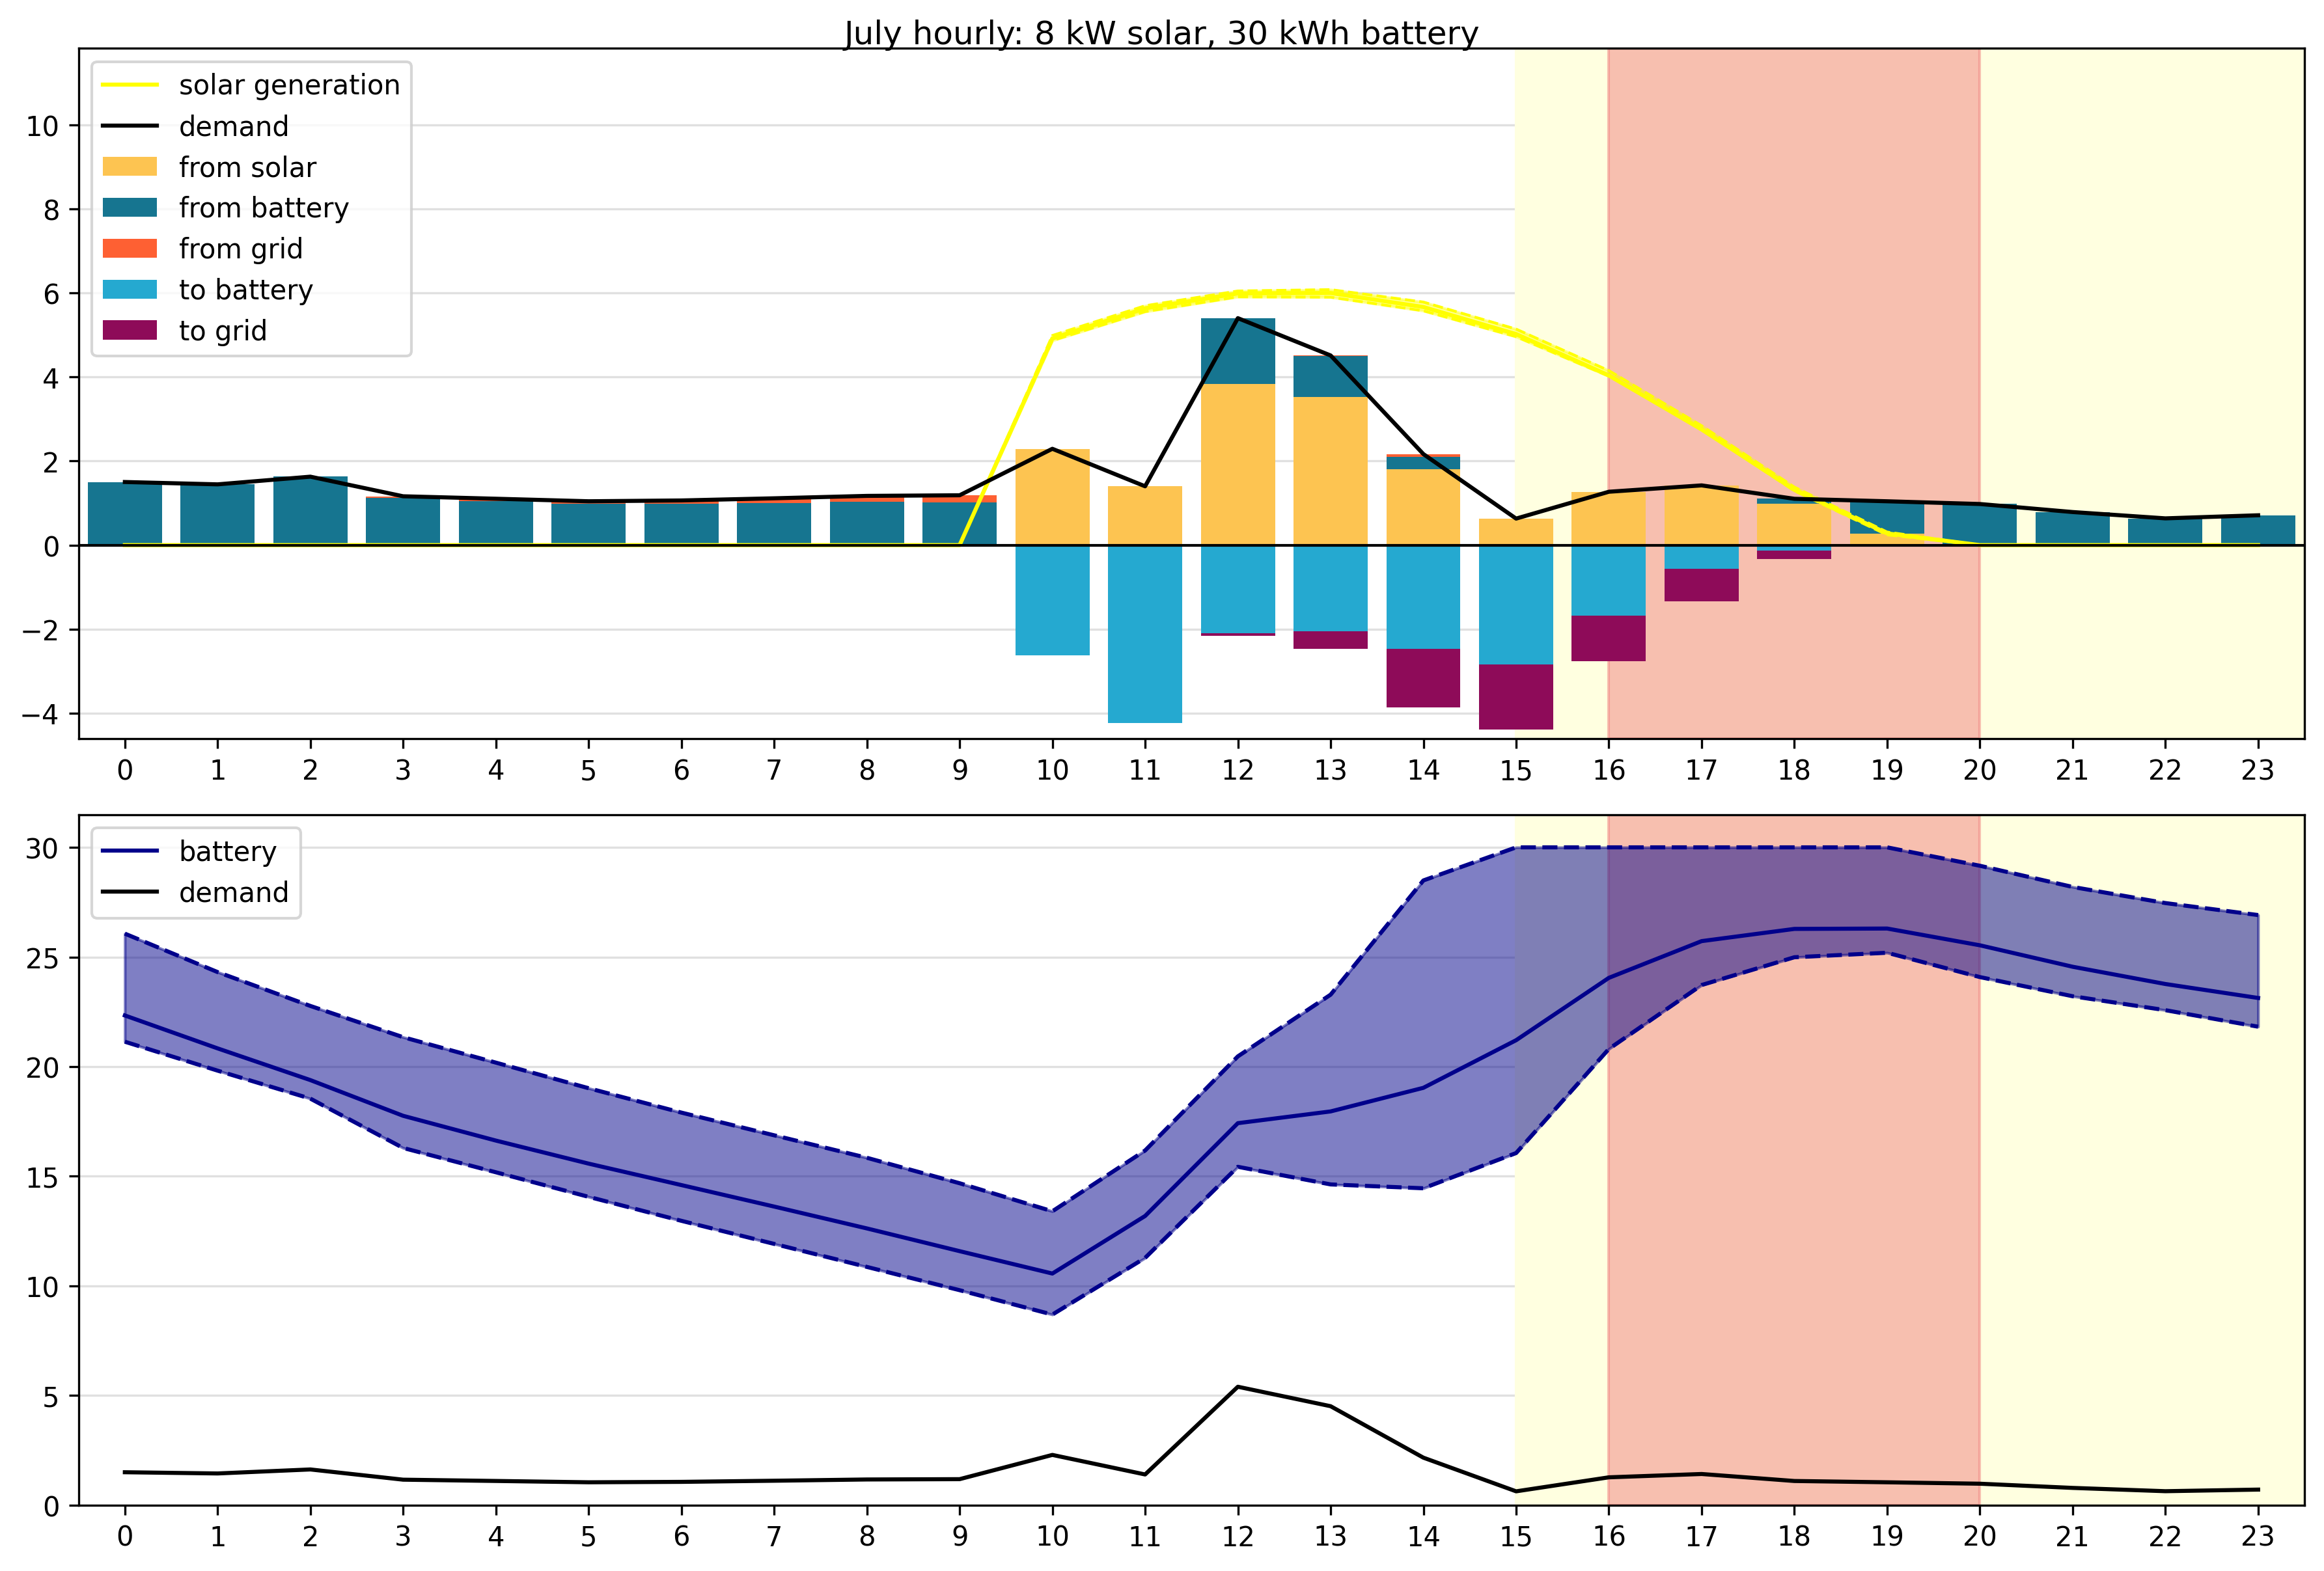 July hourly: 8 kW solar, 30 kWh battery
solar generation
demand
from solar
from battery
from grid
to battery
to grid
10
8
6
4
2
0
−2
−4
0 1 2 3 4 5 6 7 8 9 10 11 12 13 14 15 16 17 18 19 20 21 22 23
battery
demand
30
25
20
15
10
5
0
0 1 2 3 4 5 6 7 8 9 10 11 12 13 14 15 16 17 18 19 20 21 22 23